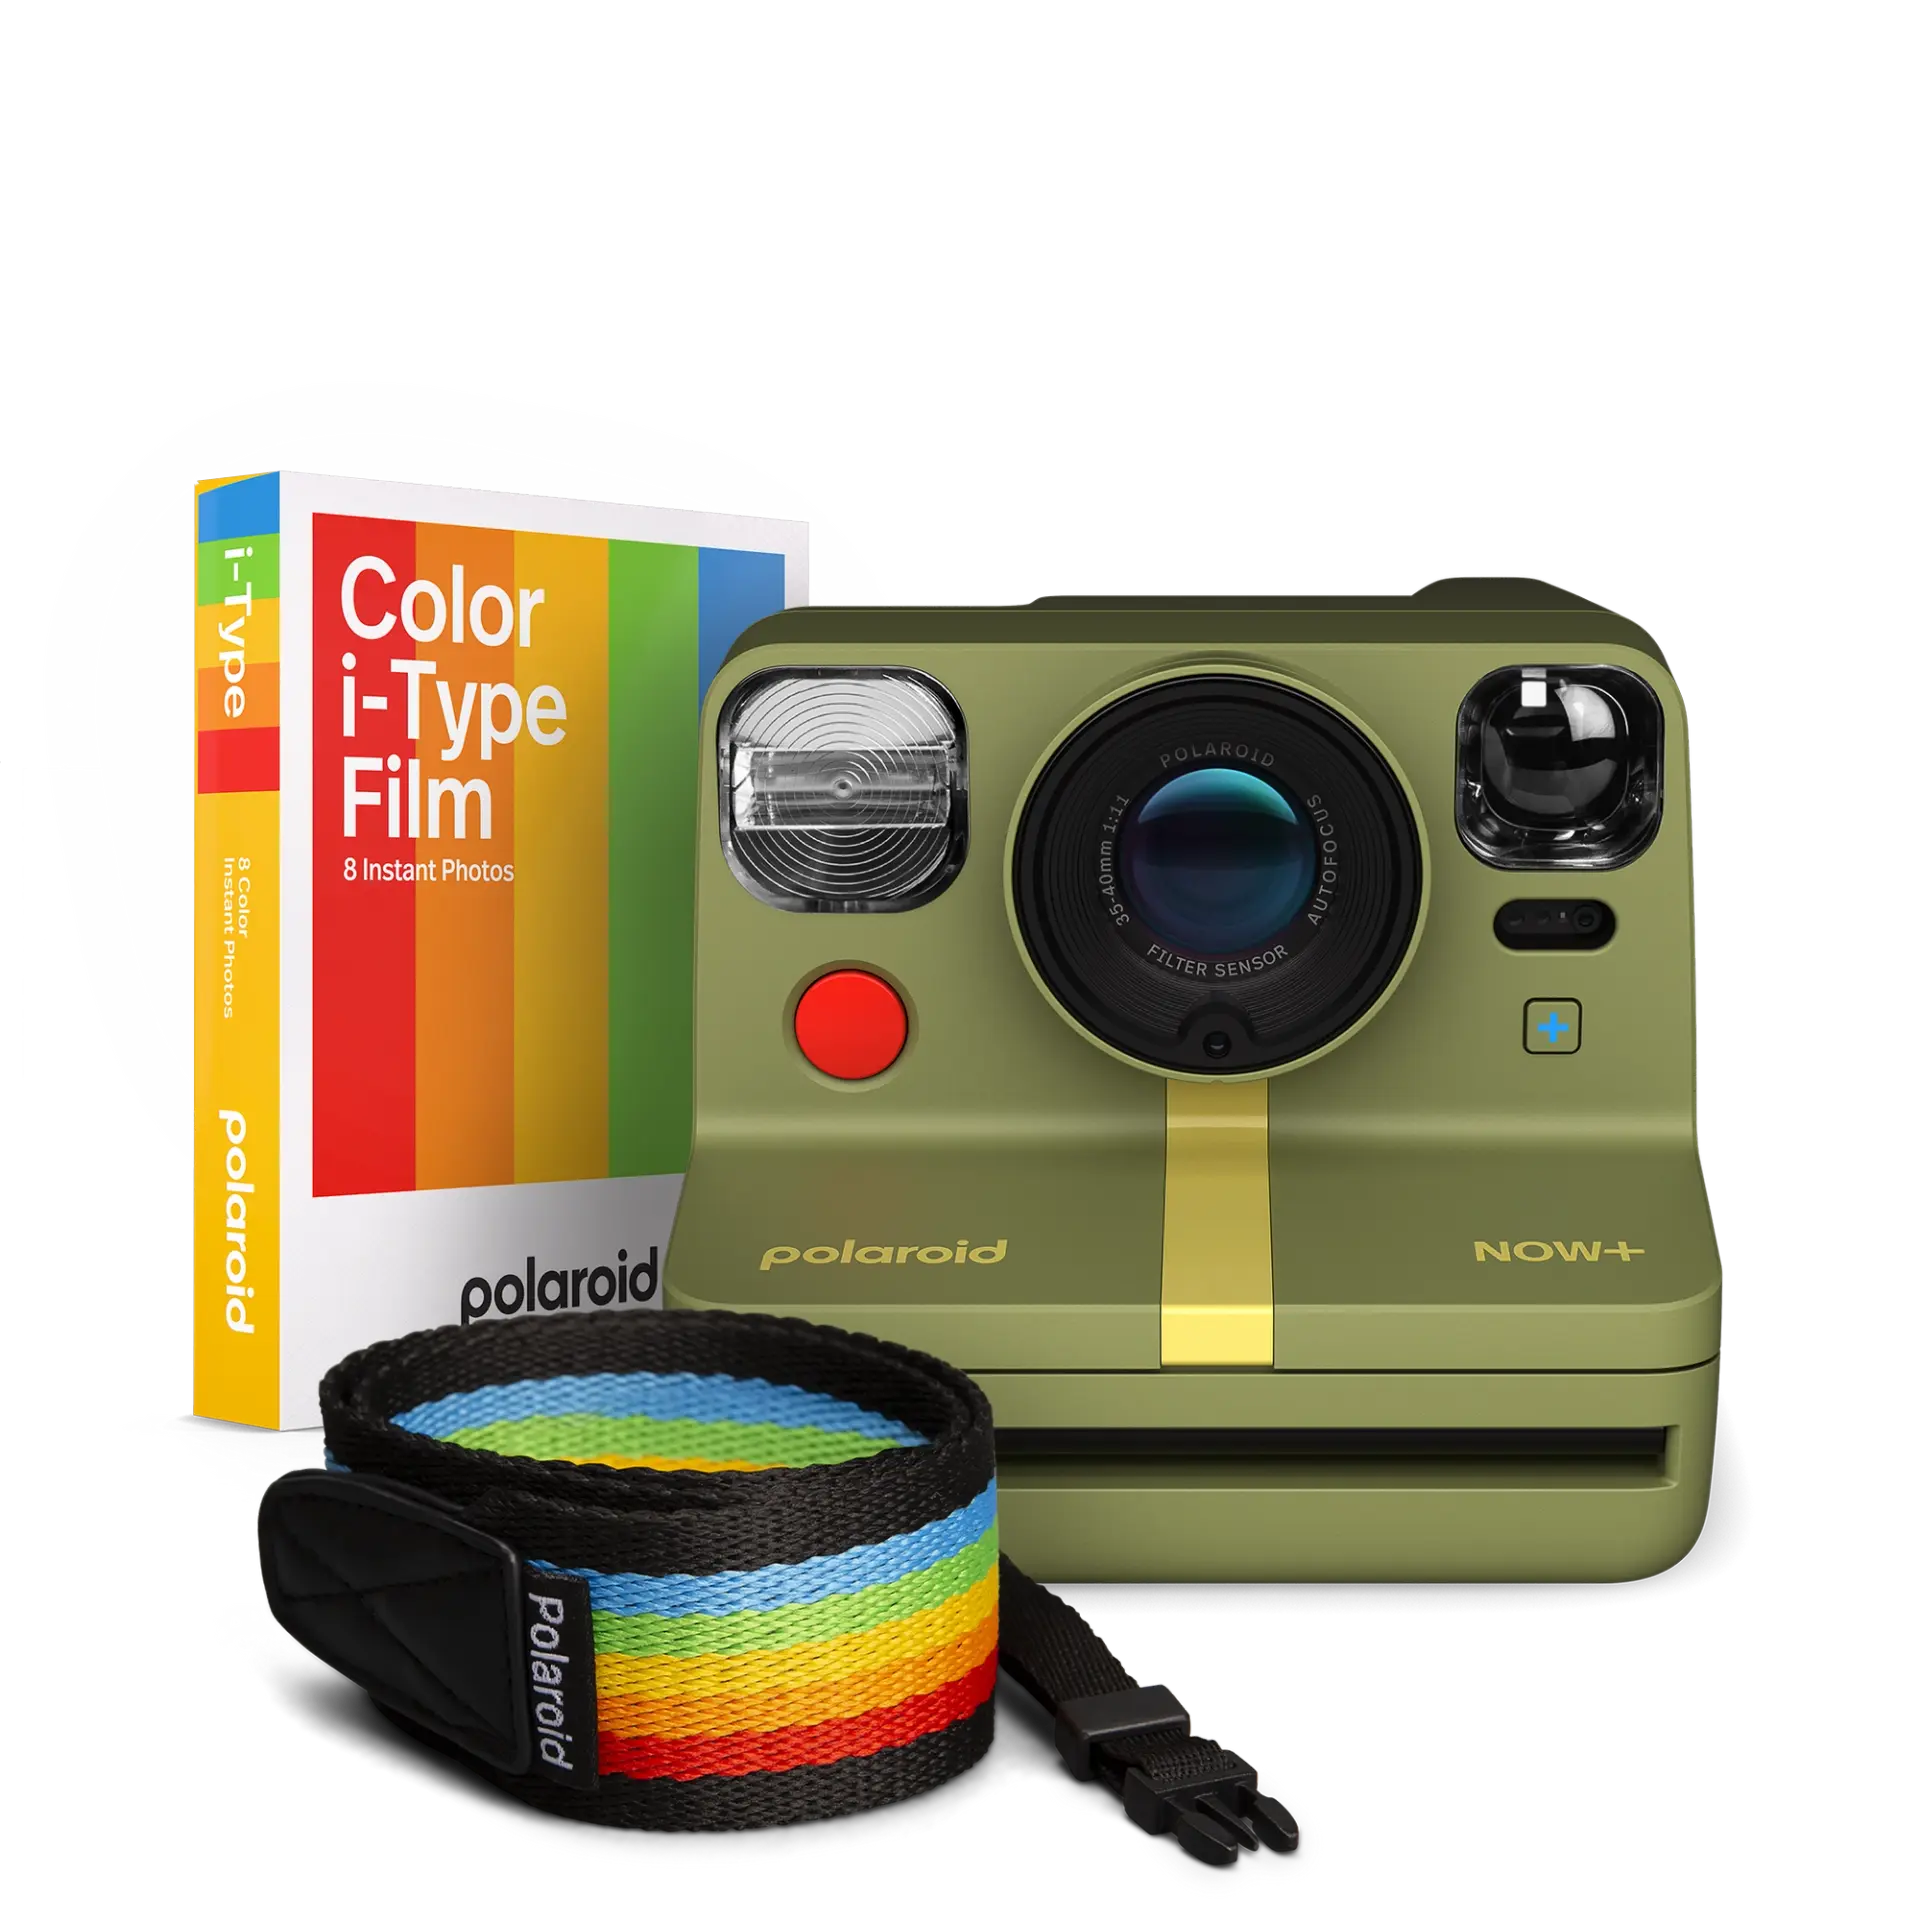 i-Type
8 Color
Instant Photos
polaroid
Color
i-Type
Film
8 Instant Photos
polaroid
POLAROID
35-40mm 1:11
AUTOFOCUS
FILTER SENSOR
polaroid
NOW+
Polaroid